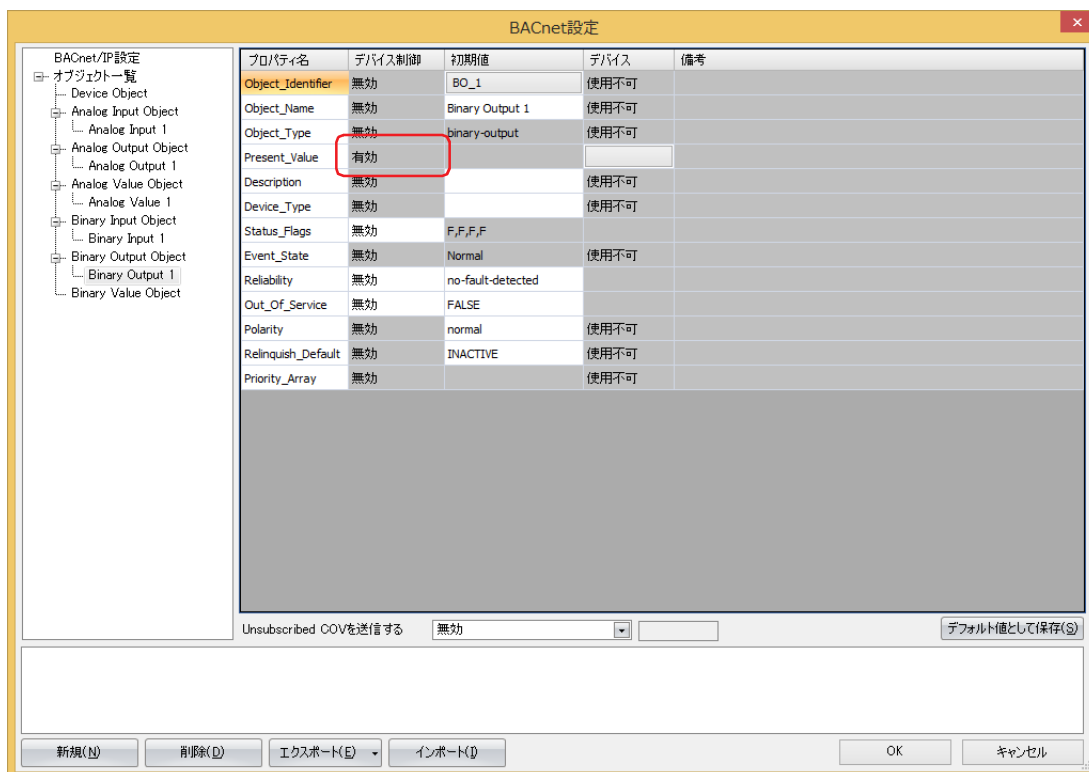 BACnet設定
BACnet/IP設定
オブジェクト一覧
Device Object
Analog Input Object
Analog Input 1
Analog Output Object
Analog Output 1
Analog Value Object
Analog Value 1
Binary Input Object
Binary Input 1
Binary Output Object
Binary Output 1
Binary Value Object
プロパティ名 デバイス制御 初期値 デバイス 備考
Object_Identifier 無効 BO_1 使用不可
Object_Name 無効 Binary Output 1 使用不可
Object_Type 無効 binary-output 使用不可
Present_Value 有効
Description 無効 使用不可
Device_Type 無効 使用不可
Status_Flags 無効 F,F,F,F
Event_State 無効 Normal 使用不可
Reliability 無効 no-fault-detected
Out_Of_Service 無効 FALSE
Polarity 無効 normal 使用不可
Relinquish_Default 無効 INACTIVE 使用不可
Priority_Array 無効 使用不可
Unsubscribed COVを送信する 無効 デフォルト値として保存(S)
新規(N) 削除(D) エクスポート(E) インポート(I) OK キャンセル